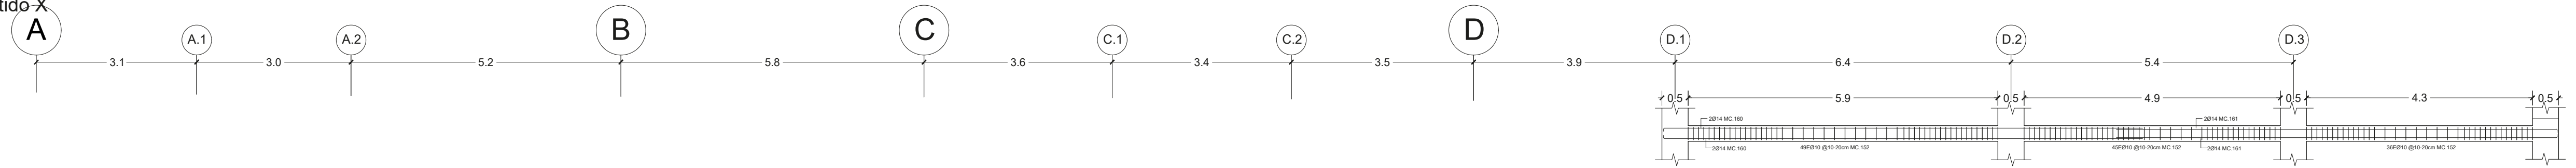 tido X
A A.1 A.2 B C C.1 C.2 D D.1 D.2 D.3
3.1 3.0 5.2 5.8 3.6 3.4 3.5 3.9 6.4 5.4
0.5 5.9 0.5 4.9 0.5 4.3 0.5
2Ø14 MC.160 2Ø14 MC.161
2Ø14 MC.160 49EØ10 @10-20cm MC.152 45EØ10 @10-20cm MC.152 2Ø14 MC.161 36EØ10 @10-20cm MC.152